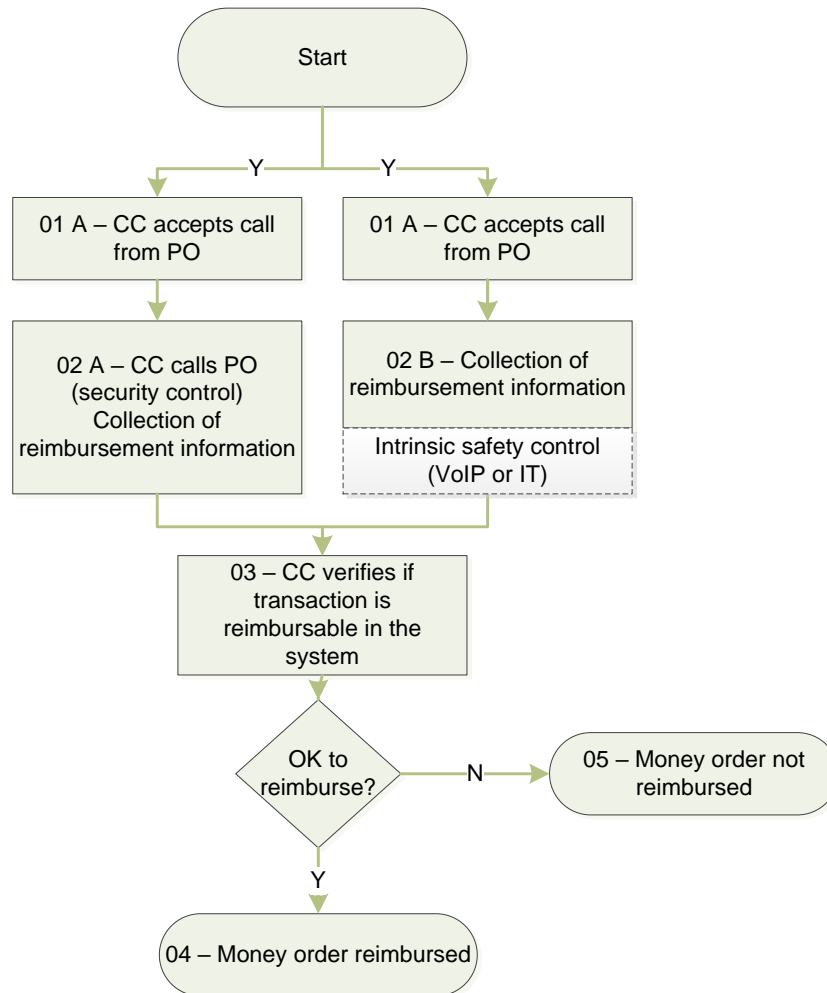 Start
Y
Y
01 A – CC accepts call
from PO
01 A – CC accepts call
from PO
02 A – CC calls PO
(security control)
Collection of
reimbursement information
02 B – Collection of
reimbursement information
Intrinsic safety control
(VoIP or IT)
03 – CC verifies if
transaction is
reimbursable in the
system
OK to
reimburse?
N
05 – Money order not
reimbursed
Y
04 – Money order reimbursed